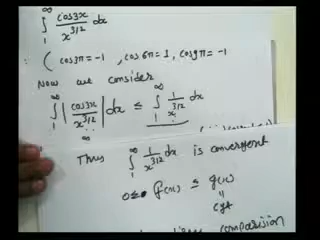 ∫₁^∞ cos3x / x^{3/2} dx
( cos3π = -1 , cos6π = 1, cos9π = -1
Now we consider
∫₁^∞ |cos3x / x^{3/2}| dx ≤ ∫₁^∞ 1/x^{3/2} dx
Thus ∫₁^∞ 1/x^{3/2} dx is convergent
0 ≤ f(x) ≤ g(x)
cgt
comparision